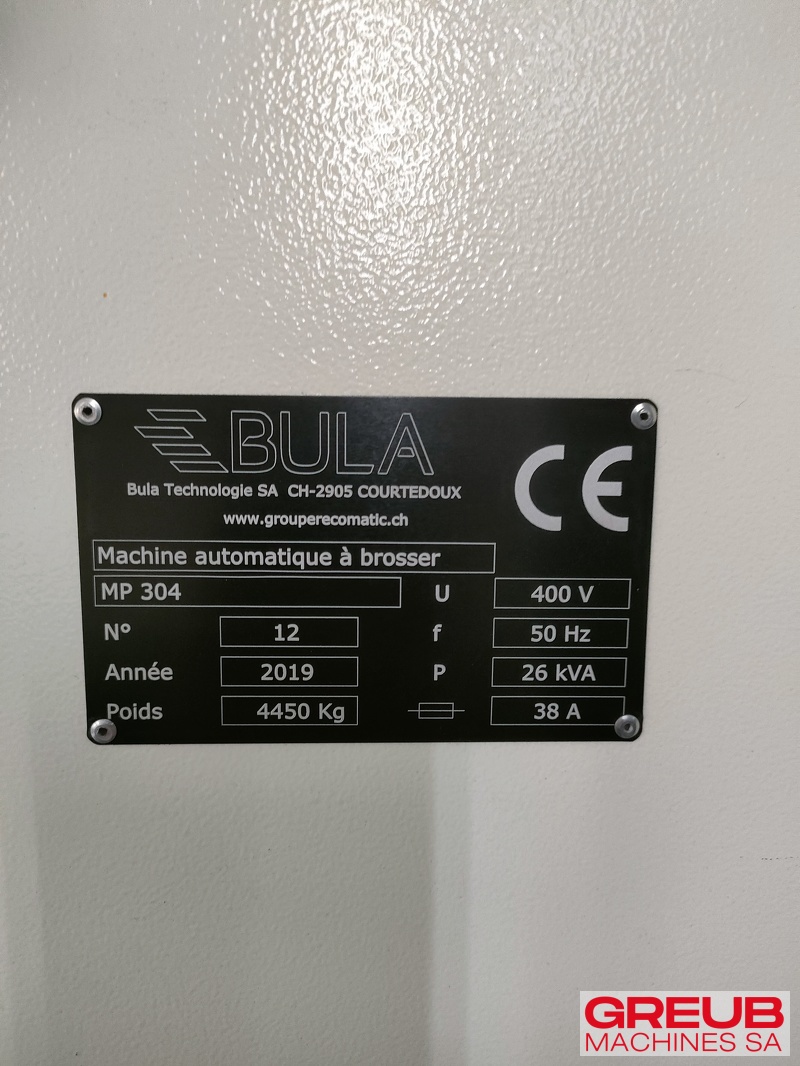 BULA
Bula Technologie SA CH-2905 COURTEDOUX
www.grouperecomatic.ch
CE
Machine automatique à brosser
MP 304
U 400 V
N° 12
f 50 Hz
Année 2019
P 26 kVA
Poids 4450 Kg
38 A
GREUB
MACHINES SA